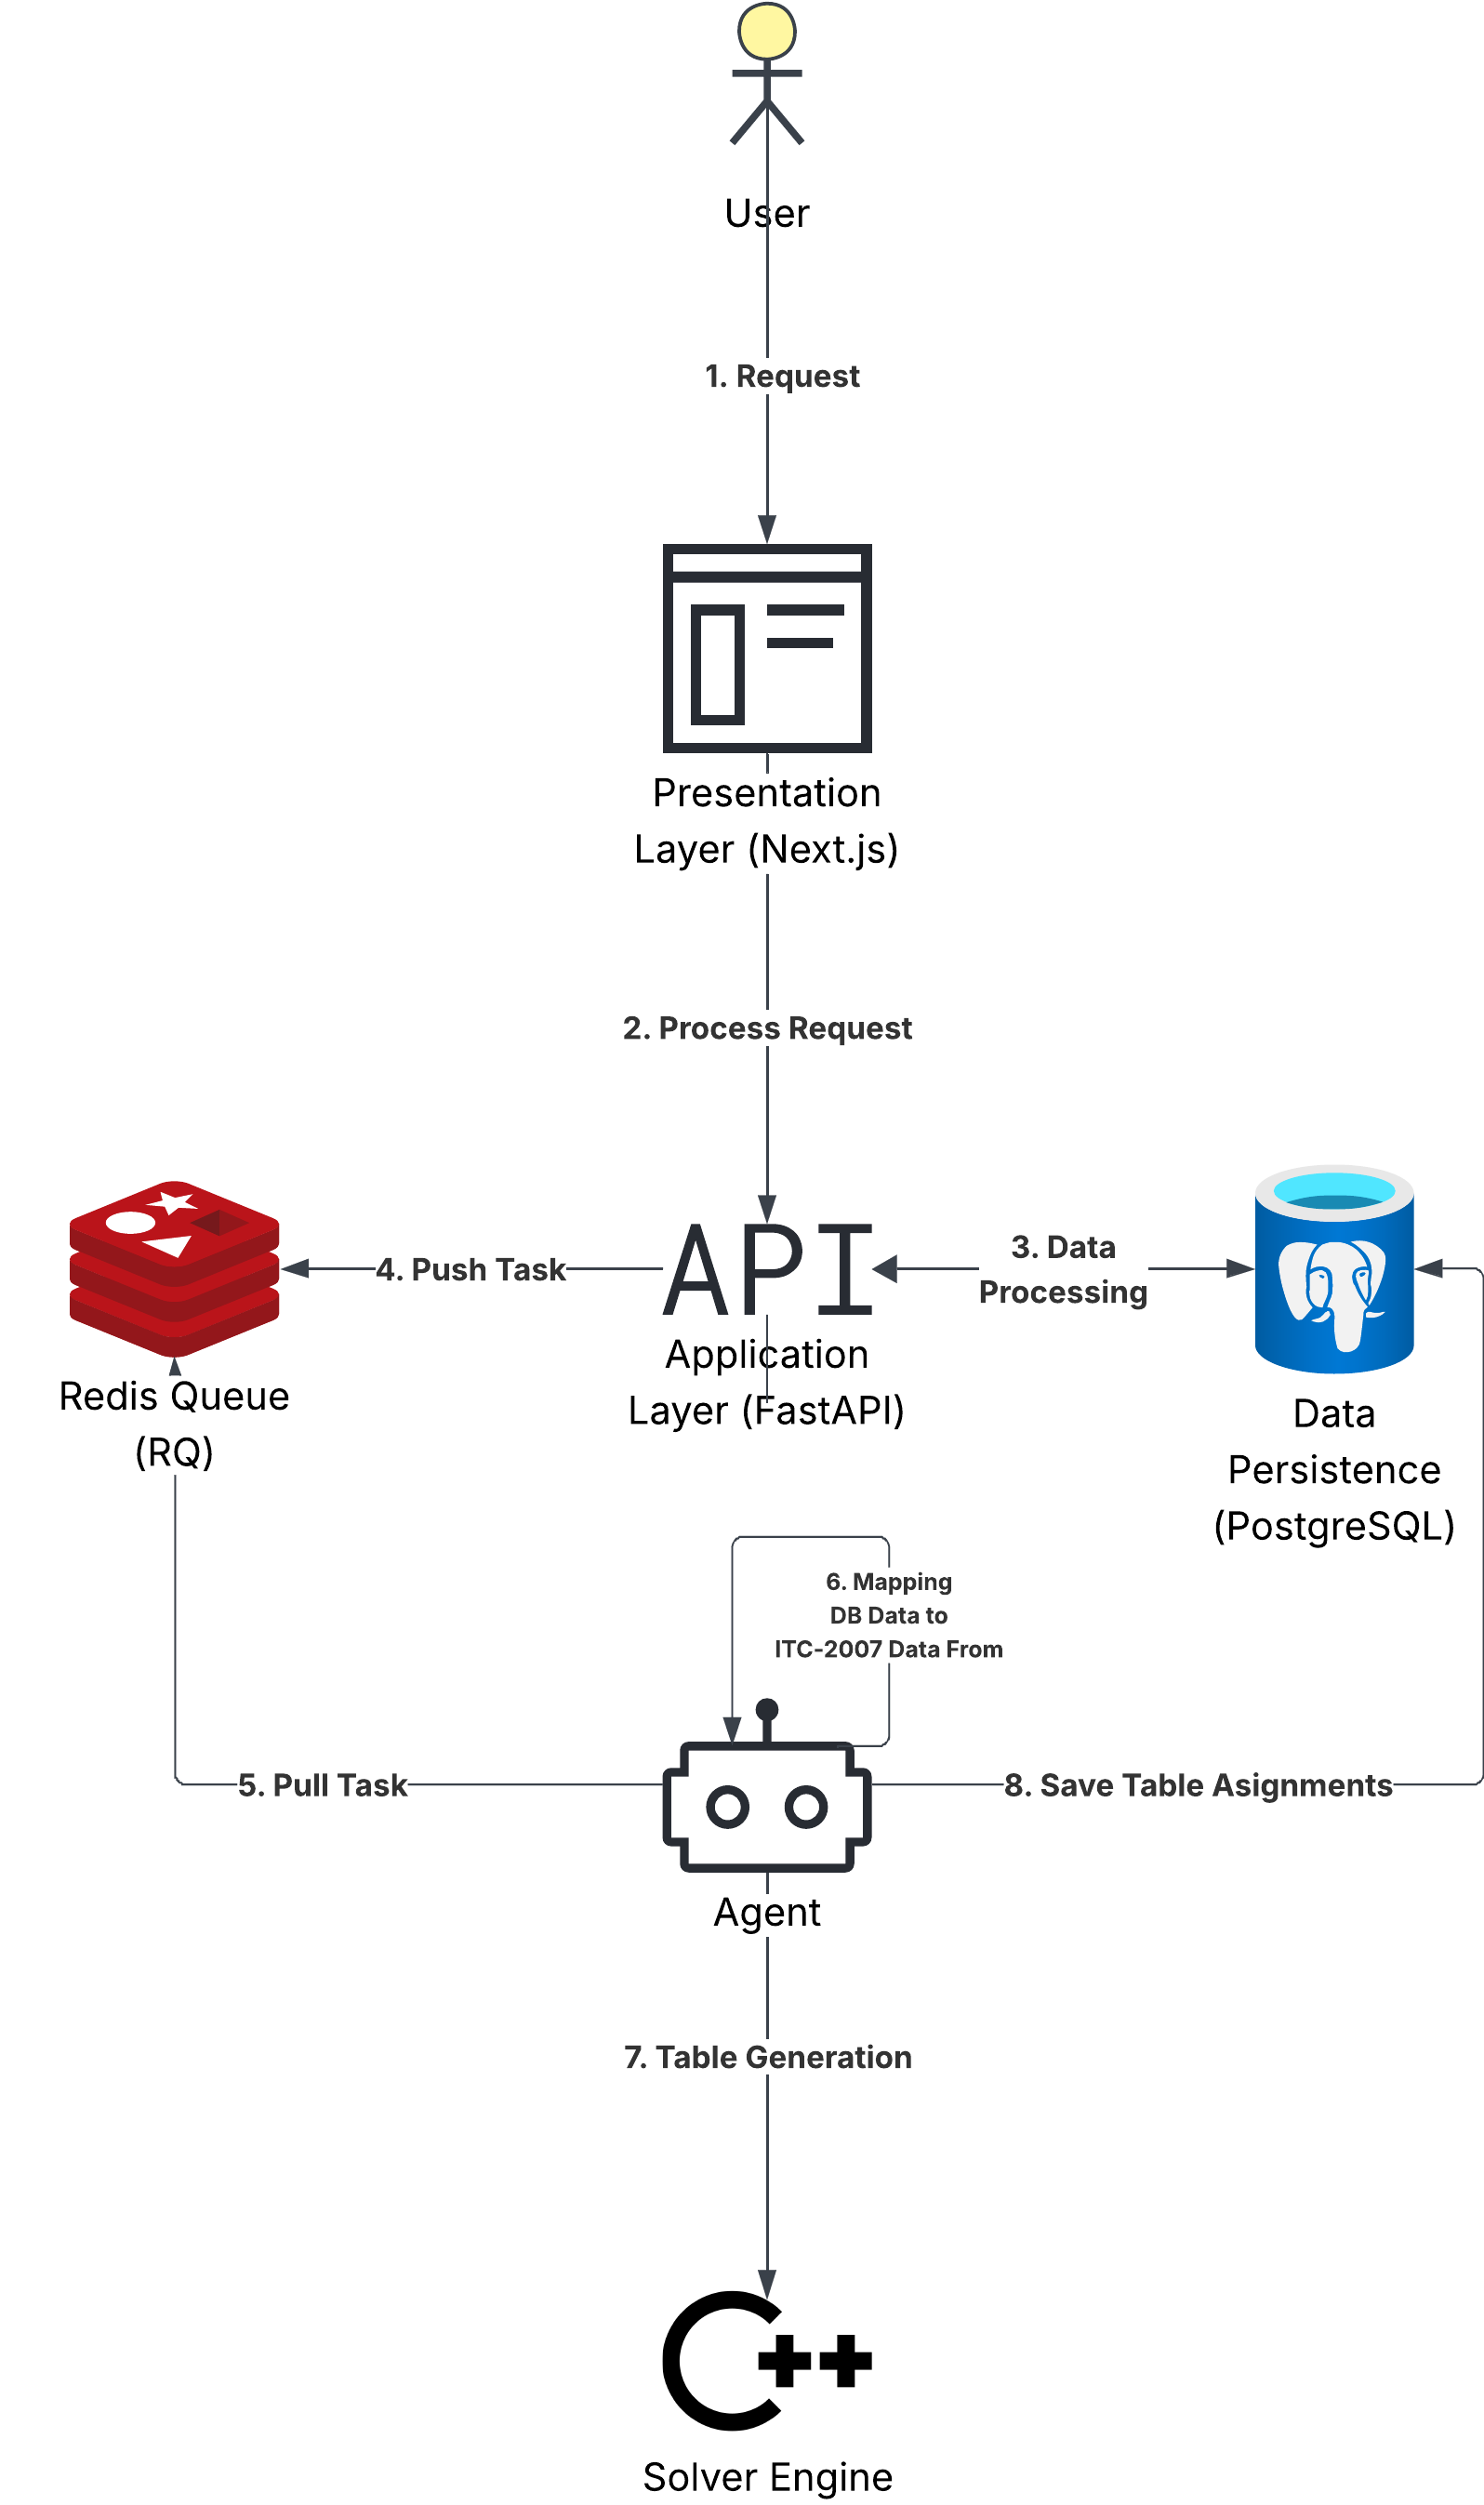 User
1. Request
Presentation
Layer (Next.js)
2. Process Request
API
Application
Layer (FastAPI)
3. Data
Processing
4. Push Task
Redis Queue
(RQ)
Data
Persistence
(PostgreSQL)
6. Mapping
DB Data to
ITC-2007 Data From
5. Pull Task
8. Save Table Asignments
Agent
7. Table Generation
C++
Solver Engine